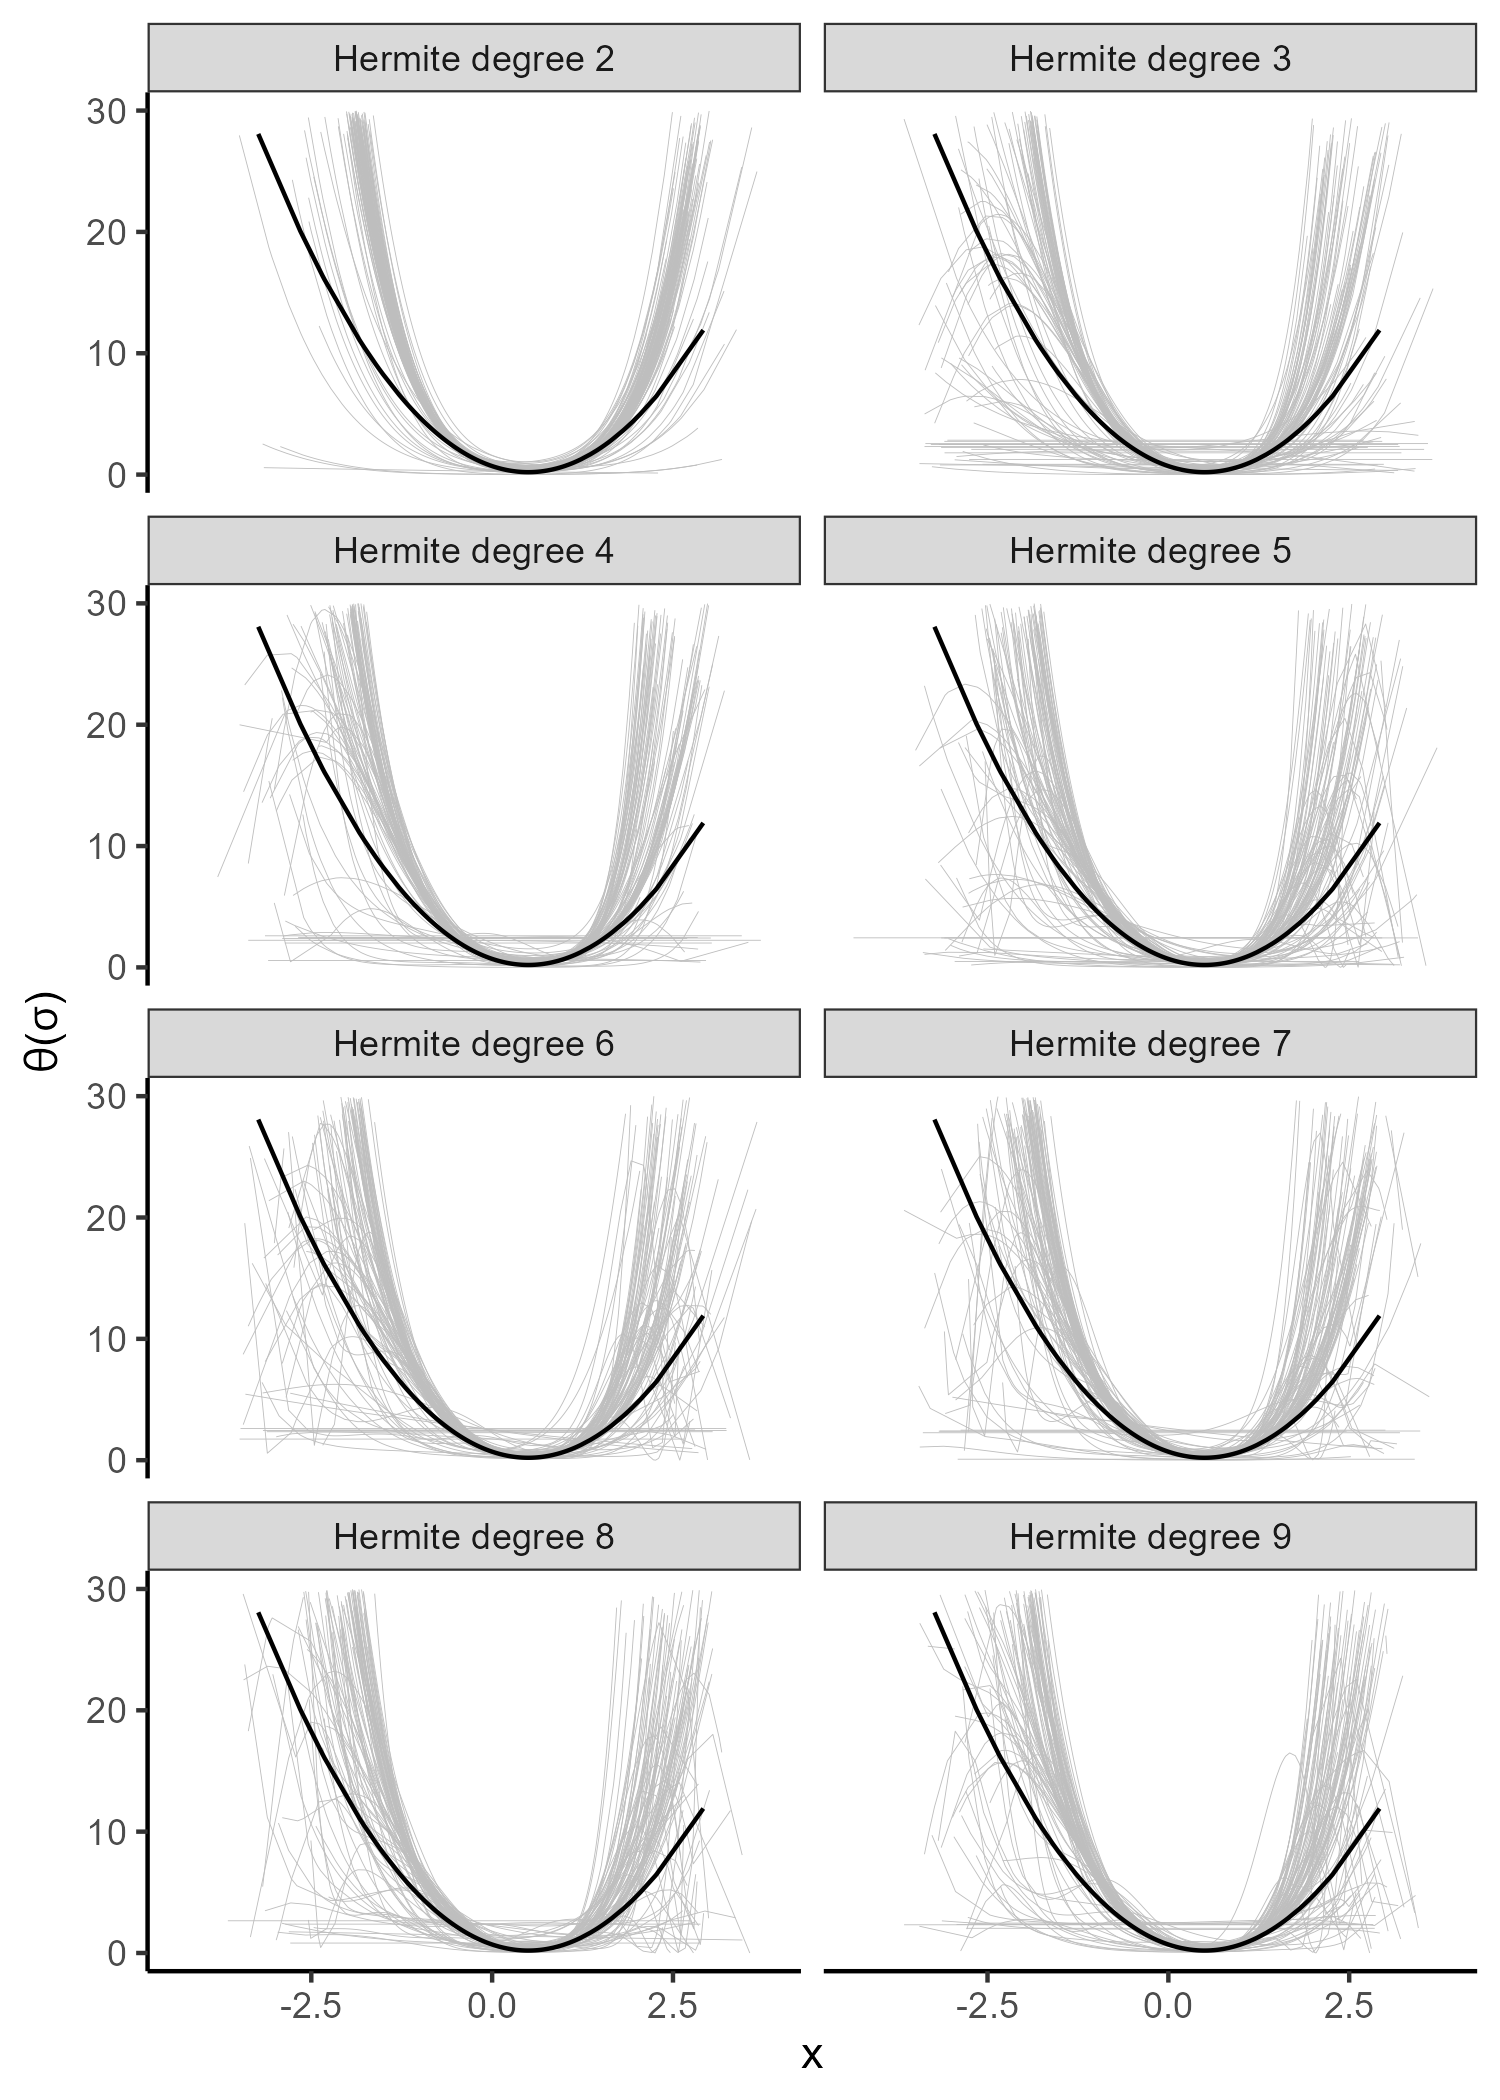 Hermite degree 2
Hermite degree 3
30
20
10
0
Hermite degree 4
Hermite degree 5
30
20
10
0
θ(σ)
Hermite degree 6
Hermite degree 7
30
20
10
0
Hermite degree 8
Hermite degree 9
30
20
10
0
-2.5 0.0 2.5
-2.5 0.0 2.5
x